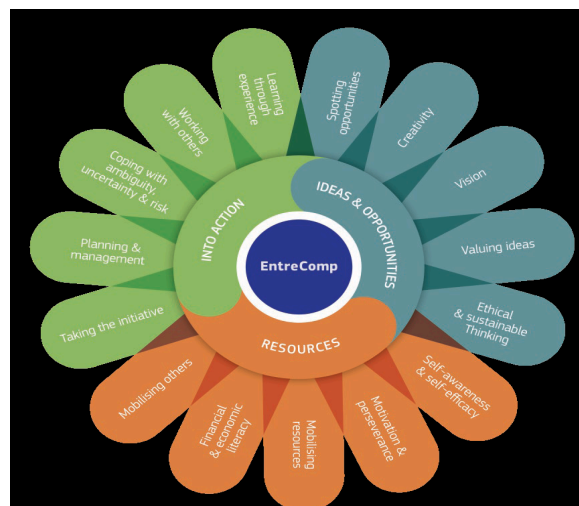 EntreComp
IDEAS & OPPORTUNITIES
Spotting
opportunities
Creativity
Vision
Valuing ideas
Ethical
& sustainable
Thinking
RESOURCES
Self-awareness
& self-efficacy
Motivation &
perseverance
Mobilising
resources
Financial
& economic
literacy
Mobilising others
INTO ACTION
Taking the initiative
Planning &
management
Coping with
ambiguity,
uncertainty & risk
Working
with others
Learning
through
experience